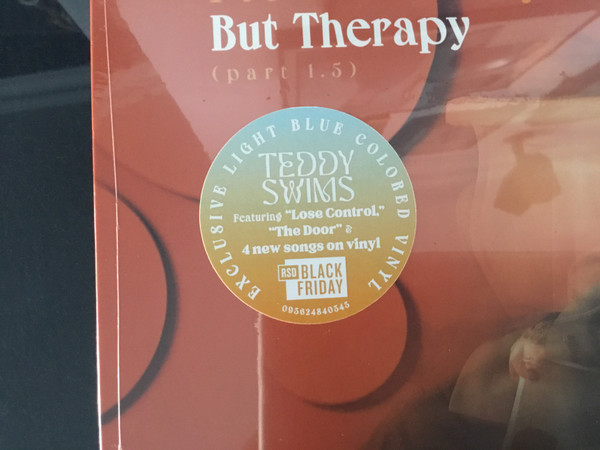 But Therapy
(part 1.5)
EXCLUSIVE LIGHT BLUE COLORED VINYL
TEDDY
SWIMS
Featuring "Lose Control,"
"The Door" &
4 new songs on vinyl
RSD BLACK
FRIDAY
093624840343